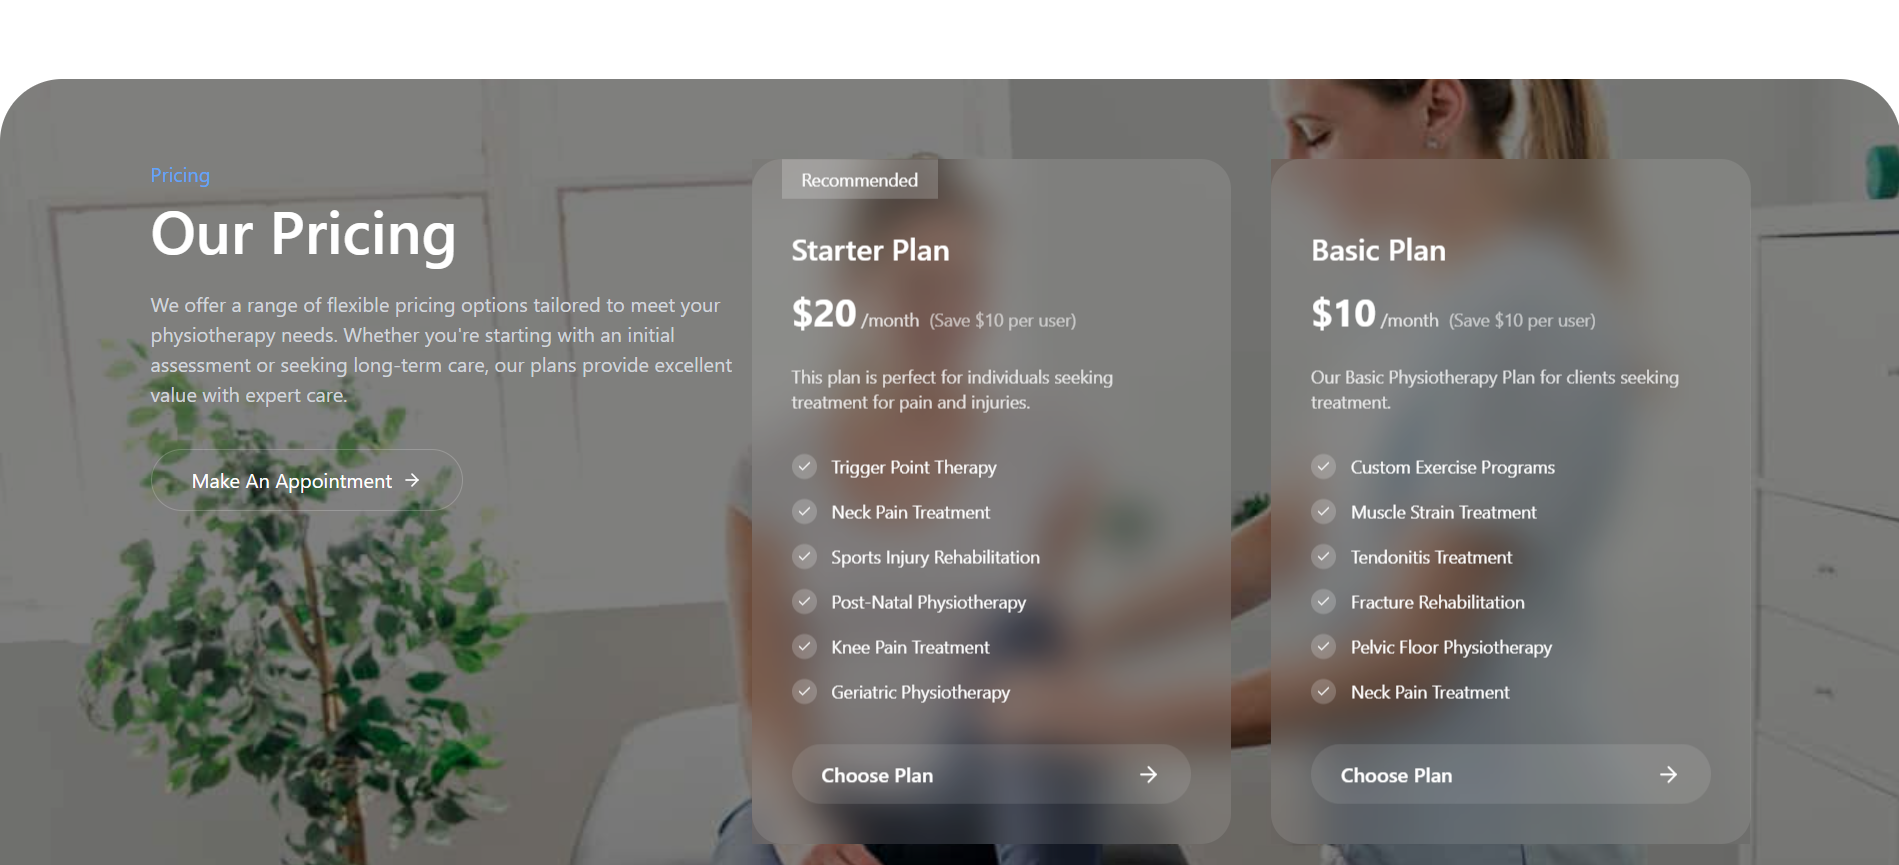 Pricing
Our Pricing
We offer a range of flexible pricing options tailored to meet your
physiotherapy needs. Whether you're starting with an initial
assessment or seeking long-term care, our plans provide excellent
value with expert care.
Make An Appointment
Recommended
Starter Plan
$20 /month (Save $10 per user)
This plan is perfect for individuals seeking
treatment for pain and injuries.
Trigger Point Therapy
Neck Pain Treatment
Sports Injury Rehabilitation
Post-Natal Physiotherapy
Knee Pain Treatment
Geriatric Physiotherapy
Choose Plan
Basic Plan
$10 /month (Save $10 per user)
Our Basic Physiotherapy Plan for clients seeking
treatment.
Custom Exercise Programs
Muscle Strain Treatment
Tendonitis Treatment
Fracture Rehabilitation
Pelvic Floor Physiotherapy
Neck Pain Treatment
Choose Plan